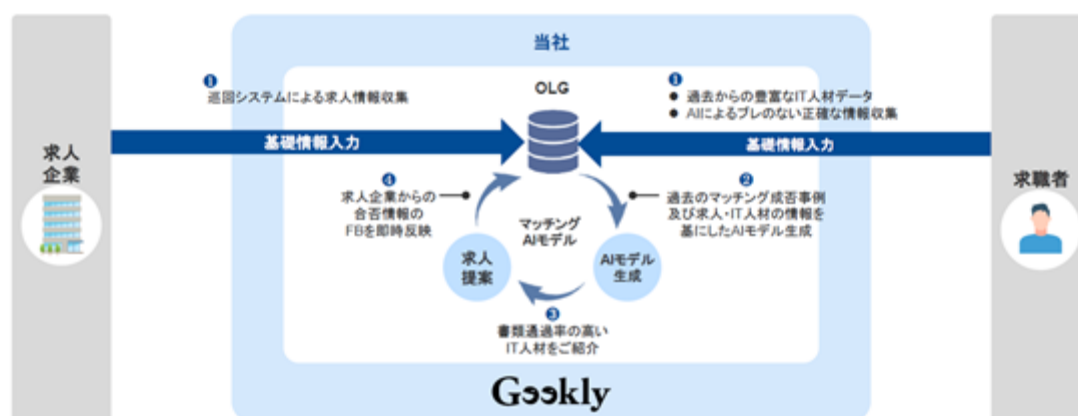 当社
❶
巡回システムによる求人情報収集
OLG
❶
● 過去からの豊富なIT人材データ
● AIによるブレのない正確な情報収集
基礎情報入力
基礎情報入力
求人
企業
求職者
❹
求人企業からの
合否情報の
FBを即時反映
マッチング
AIモデル
❷
過去のマッチング成否事例
及び求人・IT人材の情報を
基にしたAIモデル生成
求人
提案
AIモデル
生成
❸
書類通過率の高い
IT人材をご紹介
Geekly